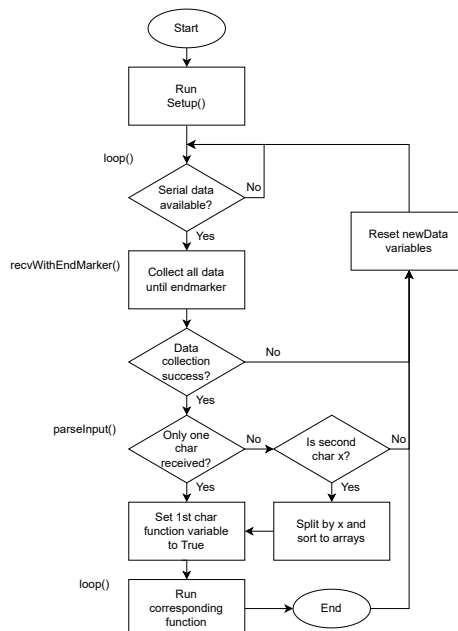 Start
Run
Setup()
loop()
Serial data
available?
No
Yes
Reset newData
variables
recvWithEndMarker()
Collect all data
until endmarker
Data
collection
success?
No
Yes
parseInput()
Only one
char
received?
No
Is second
char x?
No
Yes
Yes
Set 1st char
function variable
to True
Split by x and
sort to arrays
loop()
Run
corresponding
function
End